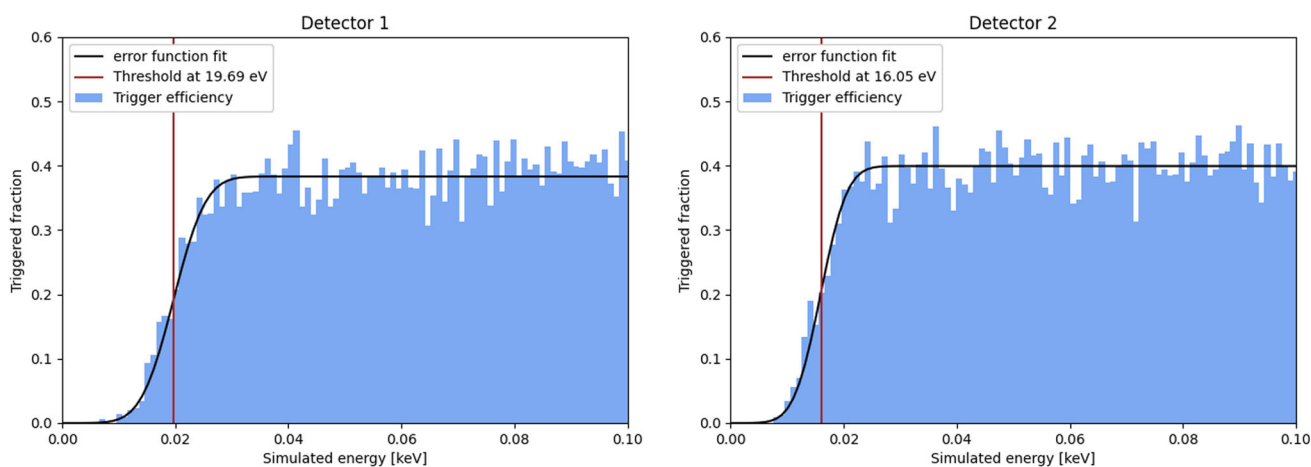 Detector 1
error function fit
Threshold at 19.69 eV
Trigger efficiency
Triggered fraction
0.6
0.5
0.4
0.3
0.2
0.1
0.0
0.00 0.02 0.04 0.06 0.08 0.10
Simulated energy [keV]
Detector 2
error function fit
Threshold at 16.05 eV
Trigger efficiency
Triggered fraction
0.6
0.5
0.4
0.3
0.2
0.1
0.0
0.00 0.02 0.04 0.06 0.08 0.10
Simulated energy [keV]